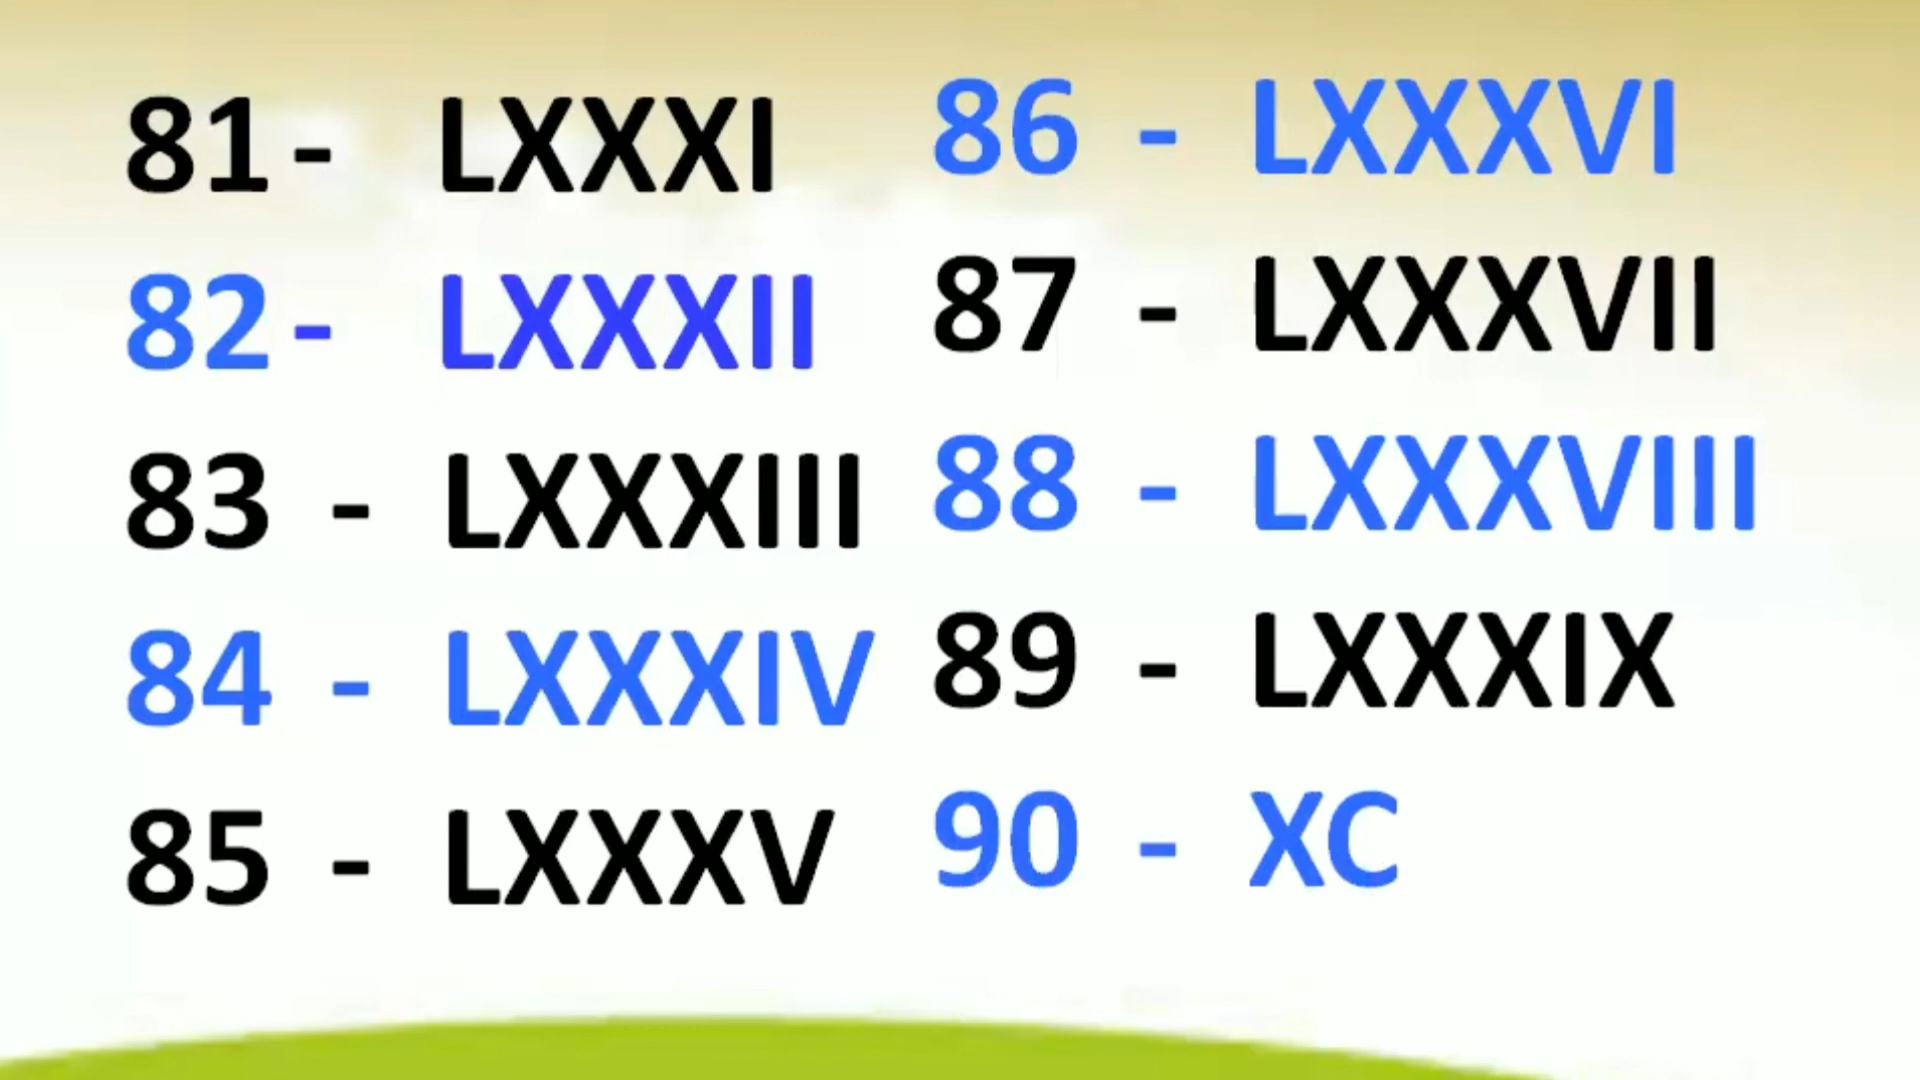 81 - LXXXI
82 - LXXXII
83 - LXXXIII
84 - LXXXIV
85 - LXXXV
86 - LXXXVI
87 - LXXXVII
88 - LXXXVIII
89 - LXXXIX
90 - XC